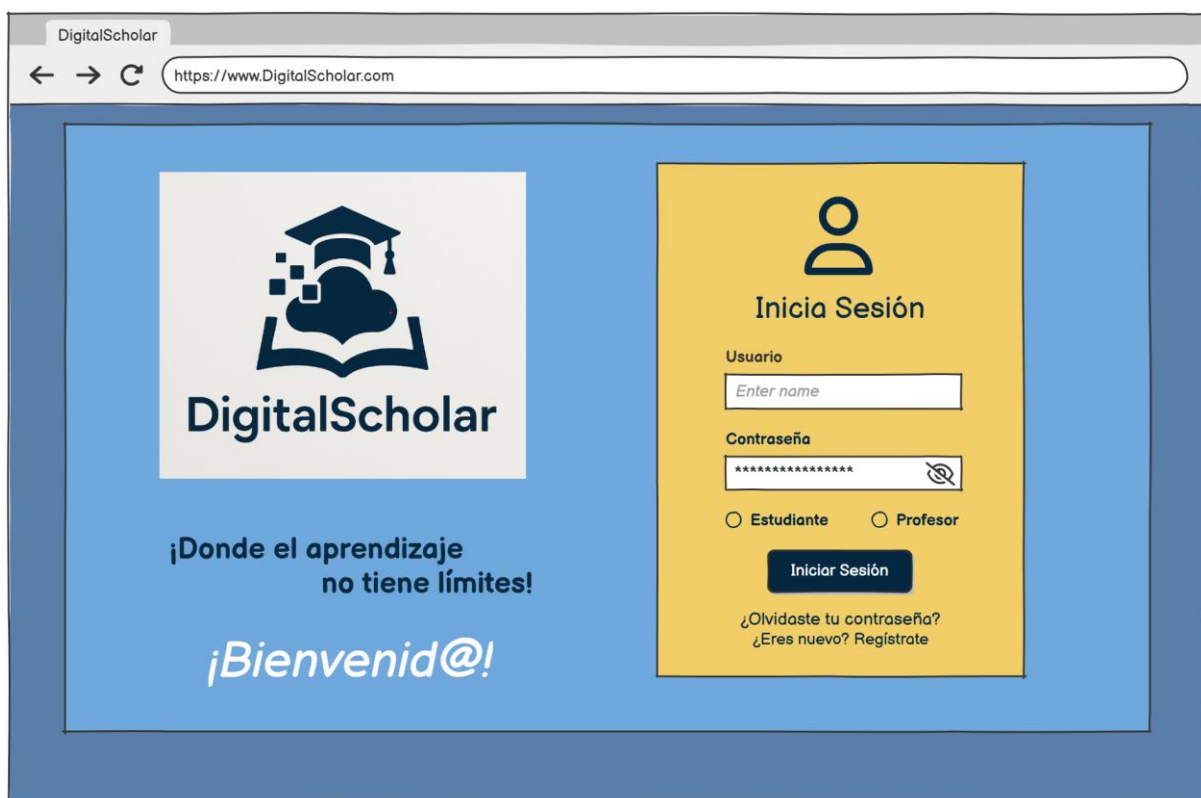 DigitalScholar
https://www.DigitalScholar.com
DigitalScholar
¡Donde el aprendizaje
no tiene límites!
¡Bienvenid@!
Inicia Sesión
Usuario
Enter name
Contraseña
****************
Estudiante
Profesor
Iniciar Sesión
¿Olvidaste tu contraseña?
¿Eres nuevo? Regístrate